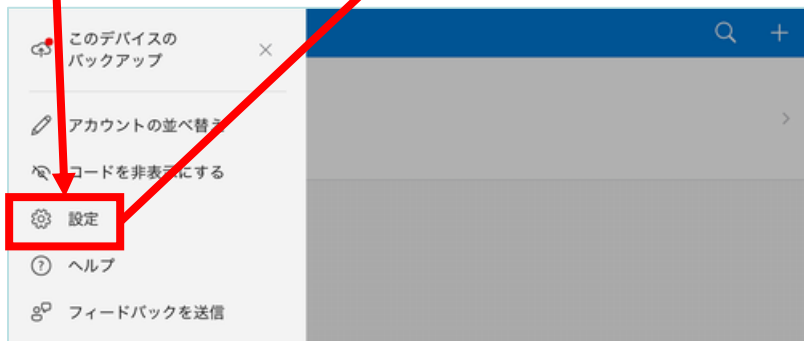 このデバイスの
バックアップ
アカウントの並べ替え
コードを非表示にする
設定
ヘルプ
フィードバックを送信